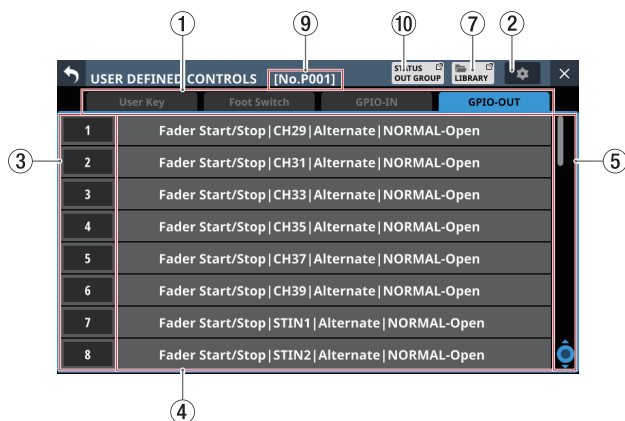 ① ⑨ ⑩ ⑦ ②
USER DEFINED CONTROLS [No.P001] STATUS OUT GROUP LIBRARY ×
User Key Foot Switch GPIO-IN GPIO-OUT
③ ⑤
1 Fader Start/Stop|CH29|Alternate|NORMAL-Open
2 Fader Start/Stop|CH31|Alternate|NORMAL-Open
3 Fader Start/Stop|CH33|Alternate|NORMAL-Open
4 Fader Start/Stop|CH35|Alternate|NORMAL-Open
5 Fader Start/Stop|CH37|Alternate|NORMAL-Open
6 Fader Start/Stop|CH39|Alternate|NORMAL-Open
7 Fader Start/Stop|STIN1|Alternate|NORMAL-Open
8 Fader Start/Stop|STIN2|Alternate|NORMAL-Open
④